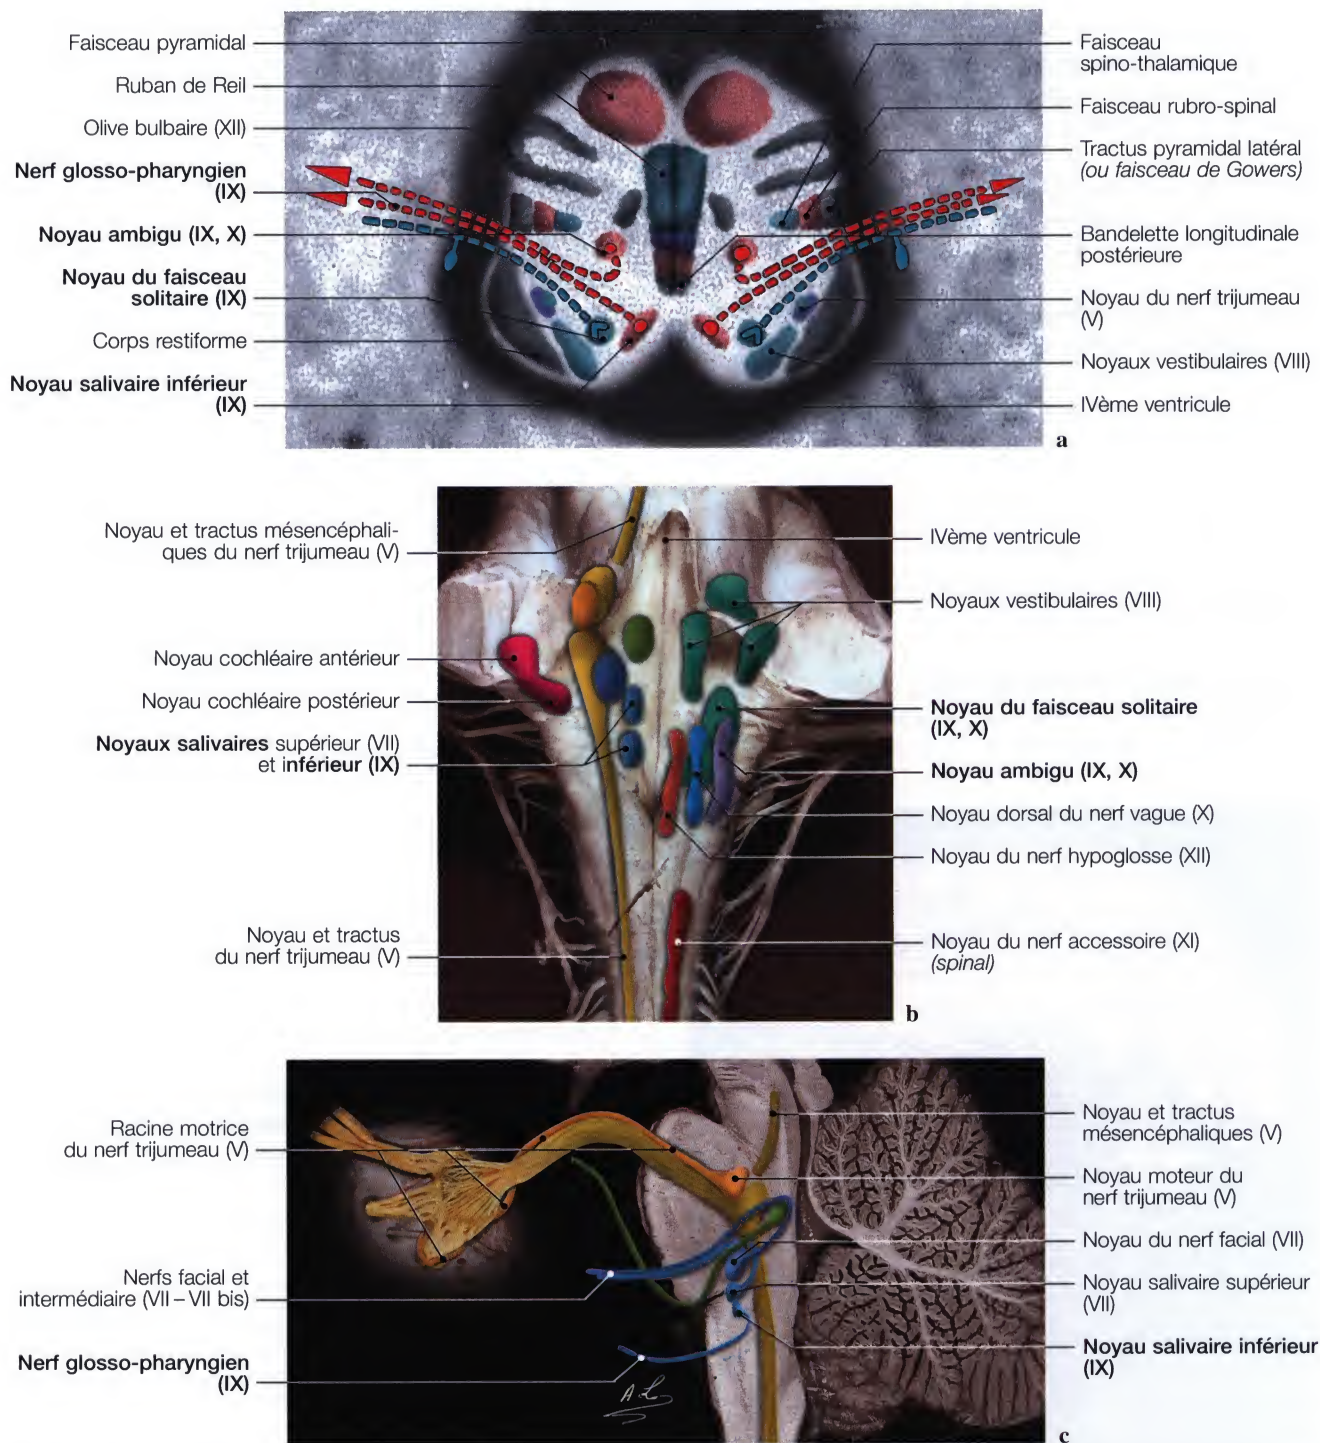 Faisceau pyramidal
Ruban de Reil
Olive bulbaire (XII)
Nerf glosso-pharyngien
(IX)
Noyau ambigu (IX, X)
Noyau du faisceau
solitaire (IX)
Corps restiforme
Noyau salivaire inférieur
(IX)
Faisceau
spino-thalamique
Faisceau rubro-spinal
Tractus pyramidal latéral
(ou faisceau de Gowers)
Bandelette longitudinale
postérieure
Noyau du nerf trijumeau
(V)
Noyaux vestibulaires (VIII)
IVème ventricule
a
Noyau et tractus mésencéphali-
ques du nerf trijumeau (V)
Noyau cochléaire antérieur
Noyau cochléaire postérieur
Noyaux salivaires supérieur (VII)
et inférieur (IX)
Noyau et tractus
du nerf trijumeau (V)
IVème ventricule
Noyaux vestibulaires (VIII)
Noyau du faisceau solitaire
(IX, X)
Noyau ambigu (IX, X)
Noyau dorsal du nerf vague (X)
Noyau du nerf hypoglosse (XII)
Noyau du nerf accessoire (XI)
(spinal)
b
Racine motrice
du nerf trijumeau (V)
Nerfs facial et
intermédiaire (VII – VII bis)
Nerf glosso-pharyngien
(IX)
Noyau et tractus
mésencéphaliques (V)
Noyau moteur du
nerf trijumeau (V)
Noyau du nerf facial (VII)
Noyau salivaire supérieur
(VII)
Noyau salivaire inférieur
(IX)
c